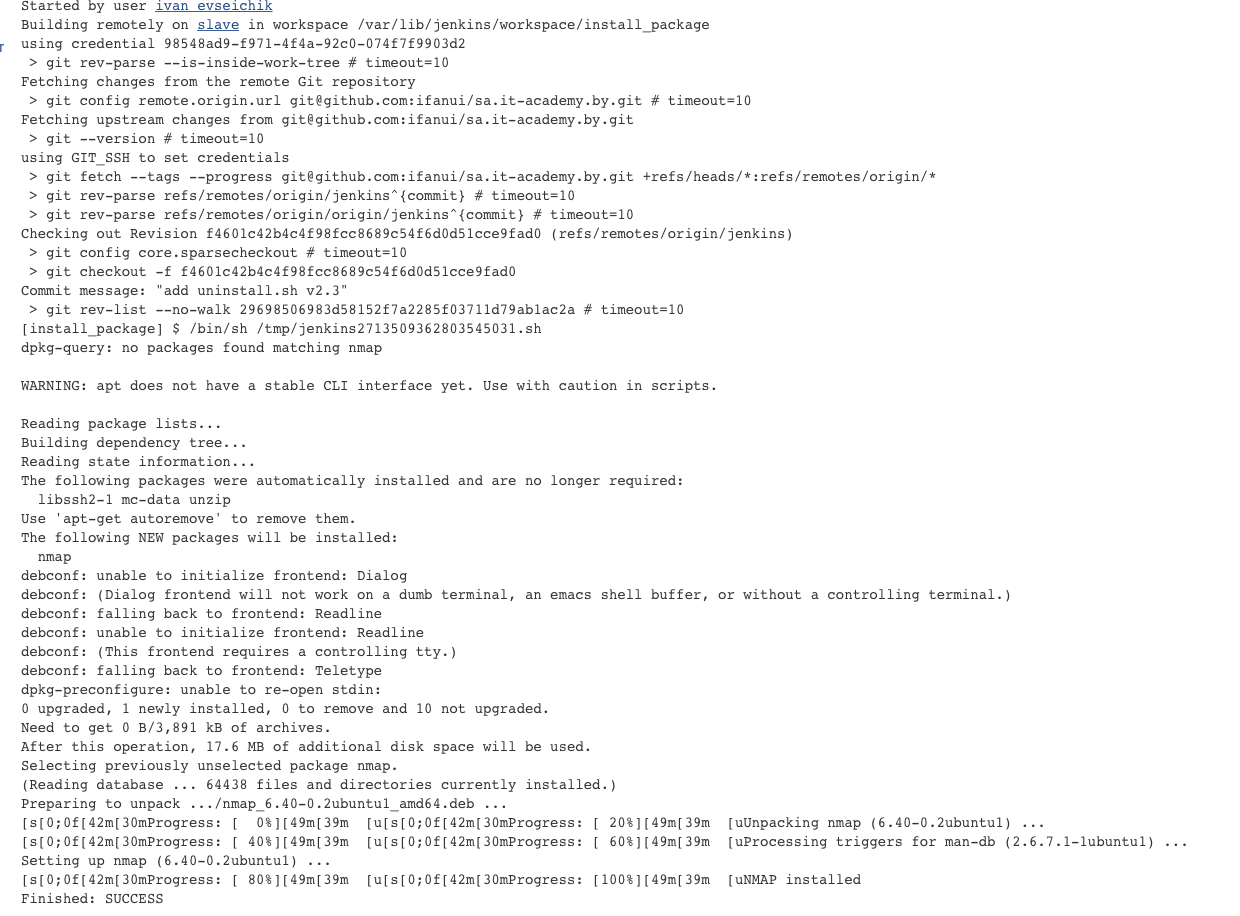 Started by user ivan evseichik
Building remotely on slave in workspace /var/lib/jenkins/workspace/install_package
using credential 98548ad9-f971-4f4a-92c0-074f7f9903d2
 > git rev-parse --is-inside-work-tree # timeout=10
Fetching changes from the remote Git repository
 > git config remote.origin.url git@github.com:ifanui/sa.it-academy.by.git # timeout=10
Fetching upstream changes from git@github.com:ifanui/sa.it-academy.by.git
 > git --version # timeout=10
using GIT_SSH to set credentials
 > git fetch --tags --progress git@github.com:ifanui/sa.it-academy.by.git +refs/heads/*:refs/remotes/origin/*
 > git rev-parse refs/remotes/origin/jenkins^{commit} # timeout=10
 > git rev-parse refs/remotes/origin/origin/jenkins^{commit} # timeout=10
Checking out Revision f4601c42b4c4f98fcc8689c54f6d0d51cce9fad0 (refs/remotes/origin/jenkins)
 > git config core.sparsecheckout # timeout=10
 > git checkout -f f4601c42b4c4f98fcc8689c54f6d0d51cce9fad0
Commit message: "add uninstall.sh v2.3"
 > git rev-list --no-walk 29698506983d58152f7a2285f03711d79ab1ac2a # timeout=10
[install_package] $ /bin/sh /tmp/jenkins2713509362803545031.sh
dpkg-query: no packages found matching nmap

WARNING: apt does not have a stable CLI interface yet. Use with caution in scripts.

Reading package lists...
Building dependency tree...
Reading state information...
The following packages were automatically installed and are no longer required:
  libssh2-1 mc-data unzip
Use 'apt-get autoremove' to remove them.
The following NEW packages will be installed:
  nmap
debconf: unable to initialize frontend: Dialog
debconf: (Dialog frontend will not work on a dumb terminal, an emacs shell buffer, or without a controlling terminal.)
debconf: falling back to frontend: Readline
debconf: unable to initialize frontend: Readline
debconf: (This frontend requires a controlling tty.)
debconf: falling back to frontend: Teletype
dpkg-preconfigure: unable to re-open stdin:
0 upgraded, 1 newly installed, 0 to remove and 10 not upgraded.
Need to get 0 B/3,891 kB of archives.
After this operation, 17.6 MB of additional disk space will be used.
Selecting previously unselected package nmap.
(Reading database ... 64438 files and directories currently installed.)
Preparing to unpack .../nmap_6.40-0.2ubuntu1_amd64.deb ...
[s[0;0f[42m[30mProgress: [  0%][49m[39m  [u[s[0;0f[42m[30mProgress: [ 20%][49m[39m  [uUnpacking nmap (6.40-0.2ubuntu1) ...
[s[0;0f[42m[30mProgress: [ 40%][49m[39m  [u[s[0;0f[42m[30mProgress: [ 60%][49m[39m  [uProcessing triggers for man-db (2.6.7.1-1ubuntu1) ...
Setting up nmap (6.40-0.2ubuntu1) ...
[s[0;0f[42m[30mProgress: [ 80%][49m[39m  [u[s[0;0f[42m[30mProgress: [100%][49m[39m  [uNMAP installed
Finished: SUCCESS